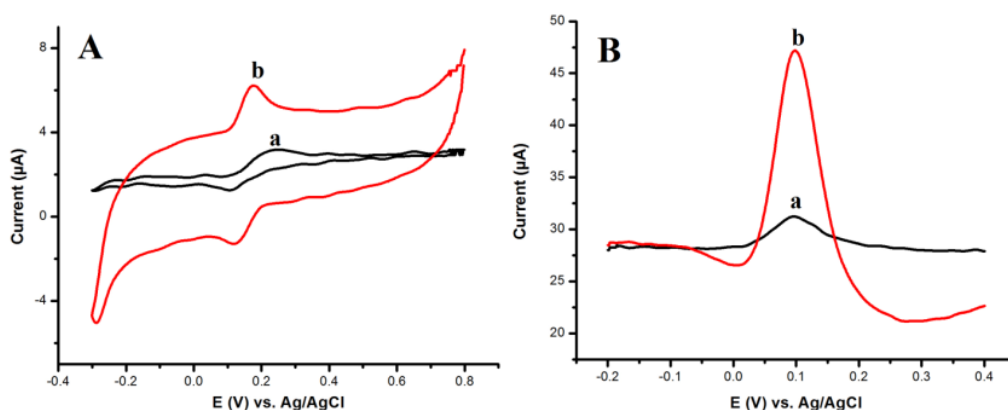 A
b
a
8
4
0
-4
Current (µA)
-0.4 -0.2 0.0 0.2 0.4 0.6 0.8
E (V) vs. Ag/AgCl
B
b
a
50
45
40
35
30
25
20
Current (µA)
-0.2 -0.1 0.0 0.1 0.2 0.3 0.4
E (V) vs. Ag/AgCl